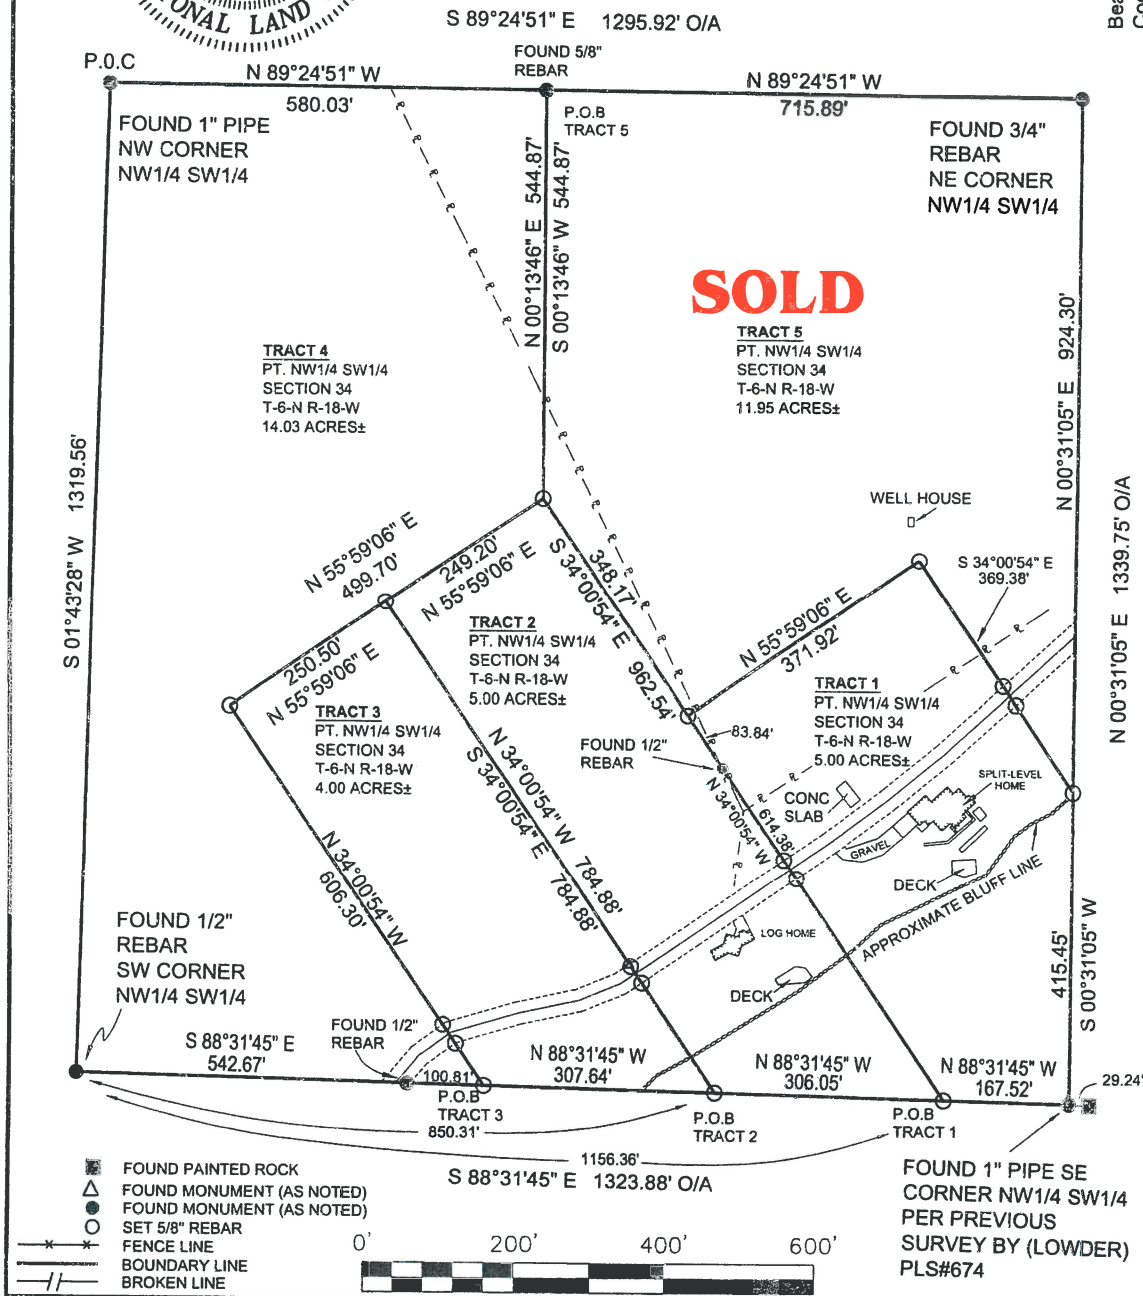 ONAL LAND
S 89°24'51" E 1295.92' O/A
Bea
P.O.C
N 89°24'51" W
580.03'
FOUND 5/8"
REBAR
N 89°24'51" W
715.89'
P.O.B
TRACT 5
FOUND 1" PIPE
NW CORNER
NW1/4 SW1/4
FOUND 3/4"
REBAR
NE CORNER
NW1/4 SW1/4
N 00°13'46" E 544.87'
S 00°13'46" W 544.87'
SOLD
TRACT 5
PT. NW1/4 SW1/4
SECTION 34
T-6-N R-18-W
11.95 ACRES±
TRACT 4
PT. NW1/4 SW1/4
SECTION 34
T-6-N R-18-W
14.03 ACRES±
N 00°31'05" E 924.30'
N 00°31'05" E 1339.75' O/A
S 01°43'28" W 1319.56'
WELL HOUSE
S 34°00'54" E
369.38'
N 55°59'06" E
499.70'
249.20'
N 55°59'06" E
250.50'
N 55°59'06" E
348.17'
S 34°00'54" E 962.54'
N 55°59'06" E
371.92'
TRACT 2
PT. NW1/4 SW1/4
SECTION 34
T-6-N R-18-W
5.00 ACRES±
TRACT 1
PT. NW1/4 SW1/4
SECTION 34
T-6-N R-18-W
5.00 ACRES±
TRACT 3
PT. NW1/4 SW1/4
SECTION 34
T-6-N R-18-W
4.00 ACRES±
83.84'
FOUND 1/2"
REBAR
N 34°00'54" W
614.38'
N 34°00'54" W 784.88'
S 34°00'54" E 784.88'
N 34°00'54" W
606.30'
CONC
SLAB
SPLIT-LEVEL
HOME
GRAVEL
DECK
APPROXIMATE BLUFF LINE
LOG HOME
DECK
415.45'
S 00°31'05" W
FOUND 1/2"
REBAR
SW CORNER
NW1/4 SW1/4
FOUND 1/2"
REBAR
S 88°31'45" E
542.67'
100.81'
N 88°31'45" W
307.64'
N 88°31'45" W
306.05'
N 88°31'45" W
167.52'
29.24'
P.O.B
TRACT 3
P.O.B
TRACT 2
P.O.B
TRACT 1
850.31'
1156.36'
S 88°31'45" E 1323.88' O/A
FOUND 1" PIPE SE
CORNER NW1/4 SW1/4
PER PREVIOUS
SURVEY BY (LOWDER)
PLS#674
FOUND PAINTED ROCK
FOUND MONUMENT (AS NOTED)
FOUND MONUMENT (AS NOTED)
SET 5/8" REBAR
FENCE LINE
BOUNDARY LINE
BROKEN LINE
0' 200' 400' 600'